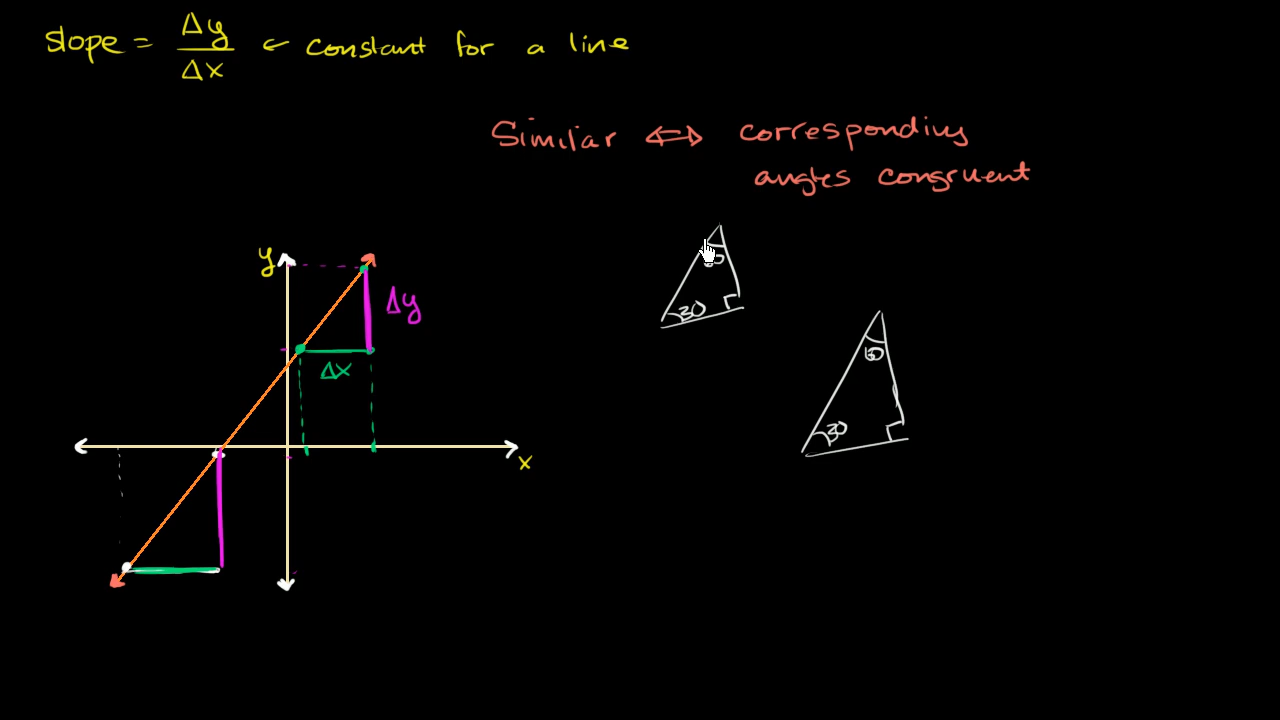 slope = Δy/Δx ← constant for a line
Similar ⟺ corresponding
angles congruent
y
Δy
Δx
x
30
30
60